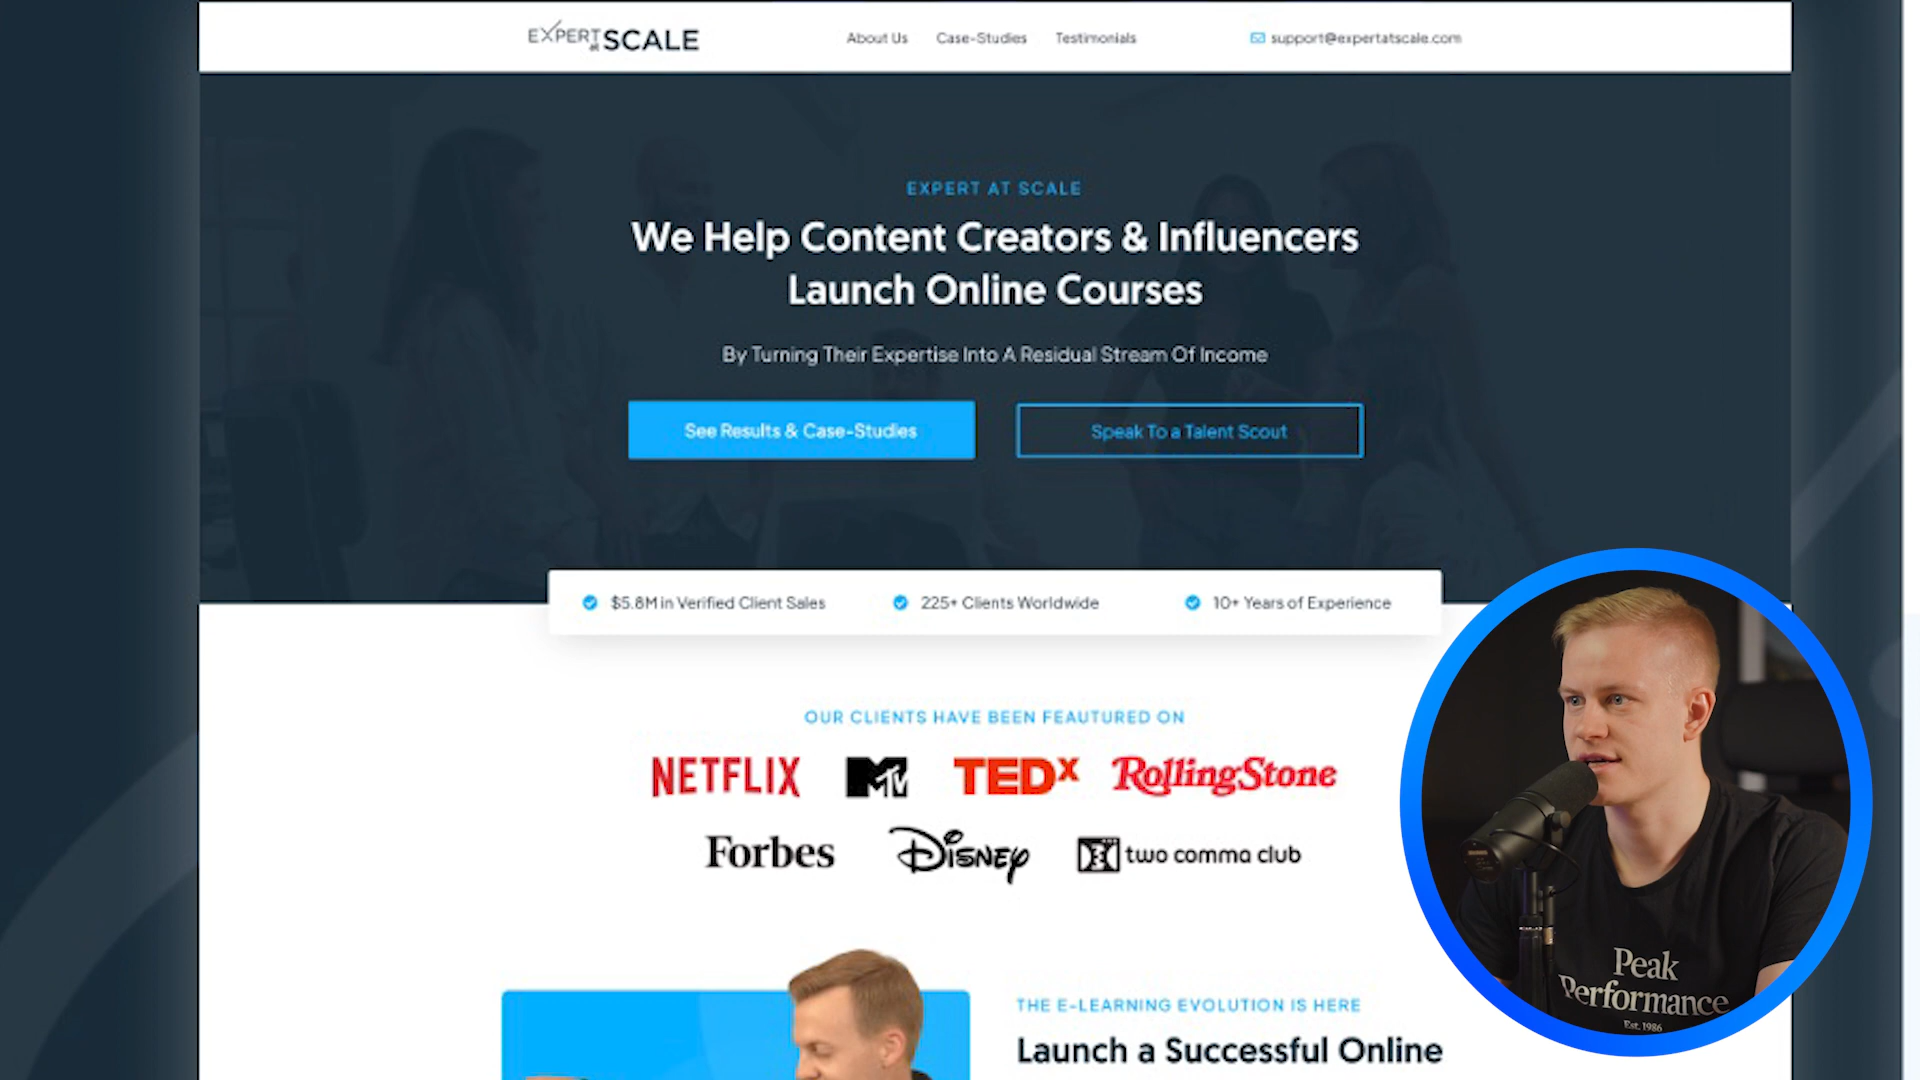 EXPERT at SCALE
About Us Case-Studies Testimonials support@expertatscale.com
EXPERT AT SCALE
We Help Content Creators & Influencers
Launch Online Courses
By Turning Their Expertise Into A Residual Stream Of Income
See Results & Case-Studies Speak To a Talent Scout
$5.8M in Verified Client Sales 225+ Clients Worldwide 10+ Years of Experience
OUR CLIENTS HAVE BEEN FEAUTURED ON
NETFLIX MTV TEDx RollingStone
Forbes Disney two comma club
THE E-LEARNING EVOLUTION IS HERE
Launch a Successful Online
Peak
Performance
Est. 1986